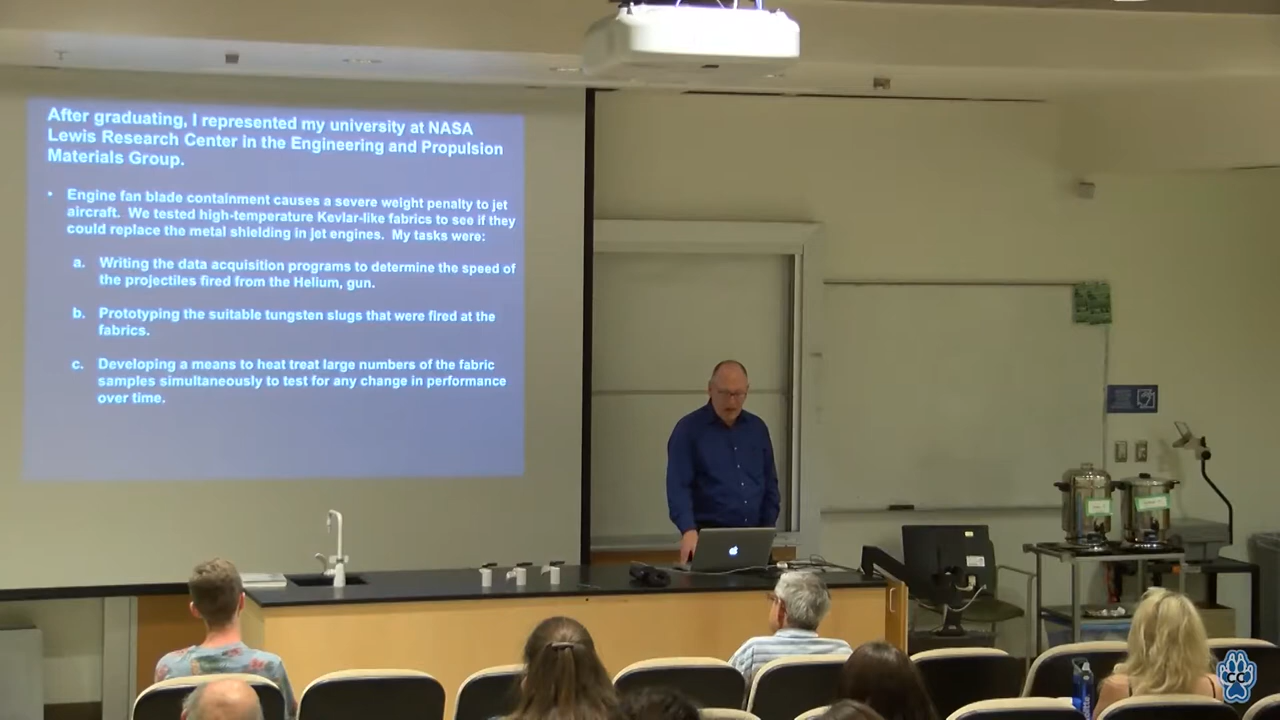 After graduating, I represented my university at NASA
Lewis Research Center in the Engineering and Propulsion
Materials Group.
• Engine fan blade containment causes a severe weight penalty to jet
aircraft. We tested high-temperature Kevlar-like fabrics to see if they
could replace the metal shielding in jet engines. My tasks were:
a. Writing the data acquisition programs to determine the speed of
the projectiles fired from the Helium, gun.
b. Prototyping the suitable tungsten slugs that were fired at the
fabrics.
c. Developing a means to heat treat large numbers of the fabric
samples simultaneously to test for any change in performance
over time.
CC